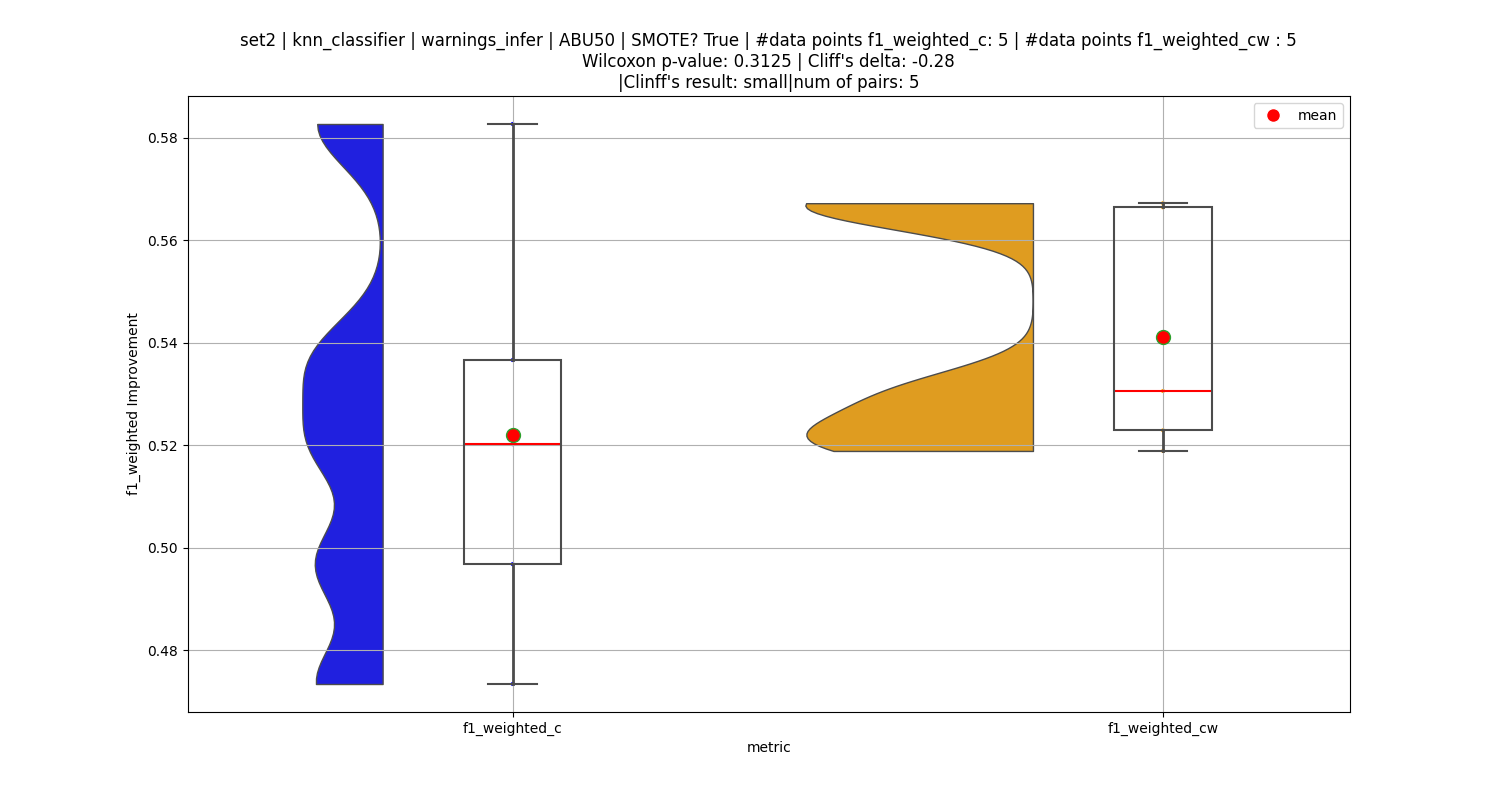 set2 | knn_classifier | warnings_infer | ABU50 | SMOTE? True | #data points f1_weighted_c: 5 | #data points f1_weighted_cw : 5
Wilcoxon p-value: 0.3125 | Cliff's delta: -0.28
|Clinff's result: small|num of pairs: 5
mean
0.58
0.56
0.54
0.52
0.50
0.48
f1_weighted Improvement
f1_weighted_c
f1_weighted_cw
metric